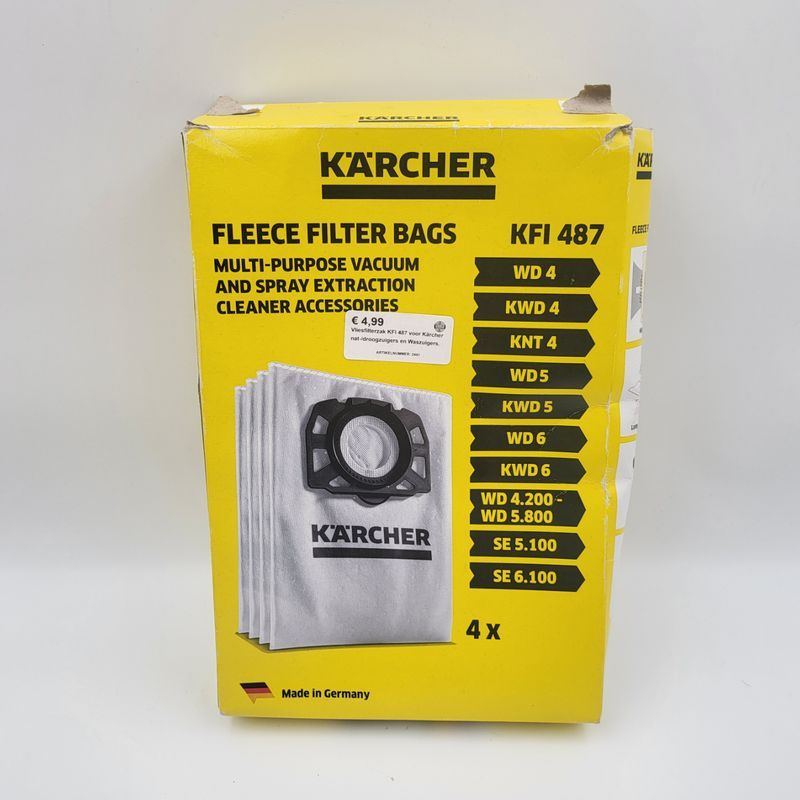 KÄRCHER
KÄRCHER
FLEECE FILTER BAGS
KFI 487
MULTI-PURPOSE VACUUM
AND SPRAY EXTRACTION
CLEANER ACCESSORIES
€ 4,99
Vliesfilterzak KFI 487 voor Kärcher
nat-/droogzuigers en Waszuigers.
WD 4
KWD 4
KNT 4
WD 5
KWD 5
WD 6
KWD 6
WD 4.200 -
WD 5.800
SE 5.100
SE 6.100
KÄRCHER
4 x
Made in Germany